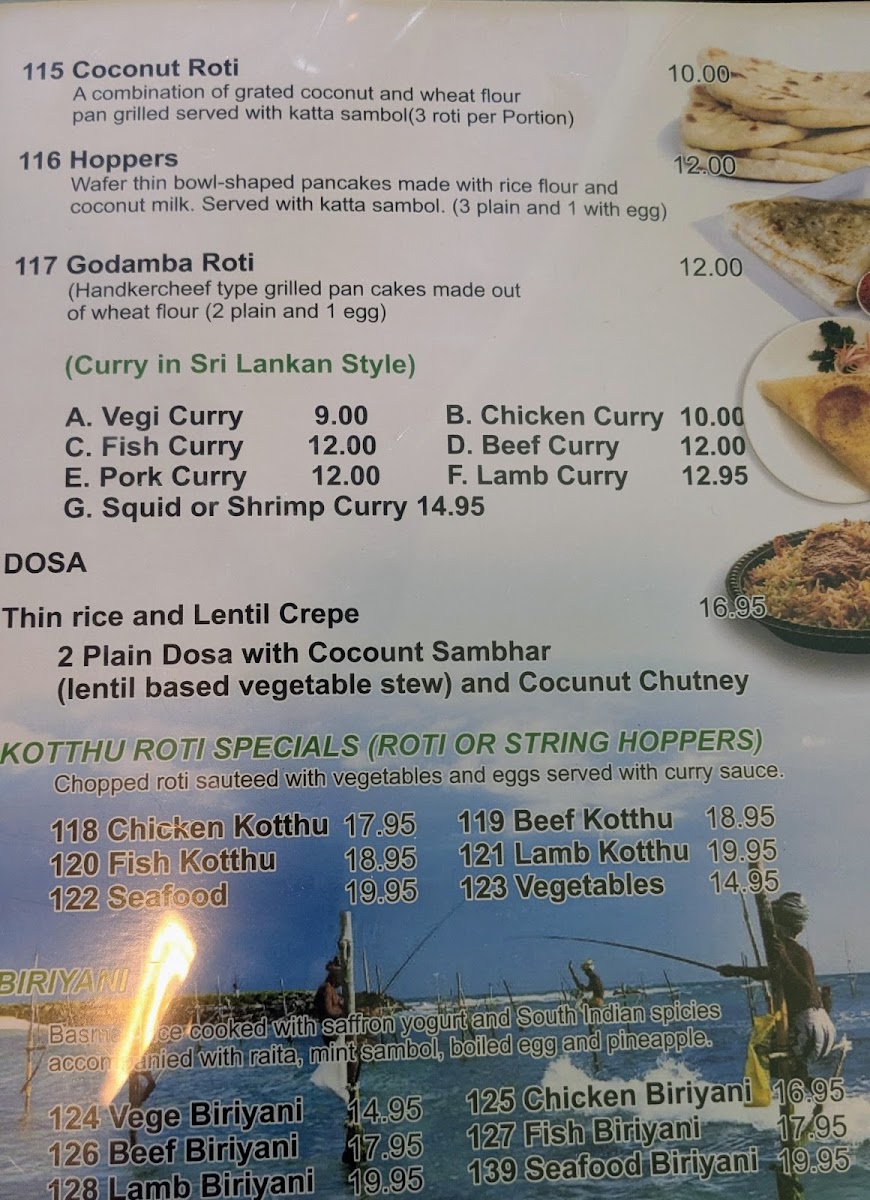 115 Coconut Roti 10.00
A combination of grated coconut and wheat flour
pan grilled served with katta sambol(3 roti per Portion)
116 Hoppers 12.00
Wafer thin bowl-shaped pancakes made with rice flour and
coconut milk. Served with katta sambol. (3 plain and 1 with egg)
117 Godamba Roti 12.00
(Handkercheef type grilled pan cakes made out
of wheat flour (2 plain and 1 egg)
(Curry in Sri Lankan Style)
A. Vegi Curry 9.00 B. Chicken Curry 10.00
C. Fish Curry 12.00 D. Beef Curry 12.00
E. Pork Curry 12.00 F. Lamb Curry 12.95
G. Squid or Shrimp Curry 14.95
DOSA
Thin rice and Lentil Crepe 16.95
2 Plain Dosa with Cocount Sambhar
(lentil based vegetable stew) and Cocunut Chutney
KOTTHU ROTI SPECIALS (ROTI OR STRING HOPPERS)
Chopped roti sauteed with vegetables and eggs served with curry sauce.
118 Chicken Kotthu 17.95 119 Beef Kotthu 18.95
120 Fish Kotthu 18.95 121 Lamb Kotthu 19.95
122 Seafood 19.95 123 Vegetables 14.95
BIRIYANI
cooked with saffron yogurt and South Indian spicies
with raita, mint sambol, boiled egg and pineapple.
124 Vege Biriyani 14.95 125 Chicken Biriyani 16.95
126 Beef Biriyani 17.95 127 Fish Biriyani 17.95
128 Lamb Biriyani 19.95 139 Seafood Biriyani 19.95